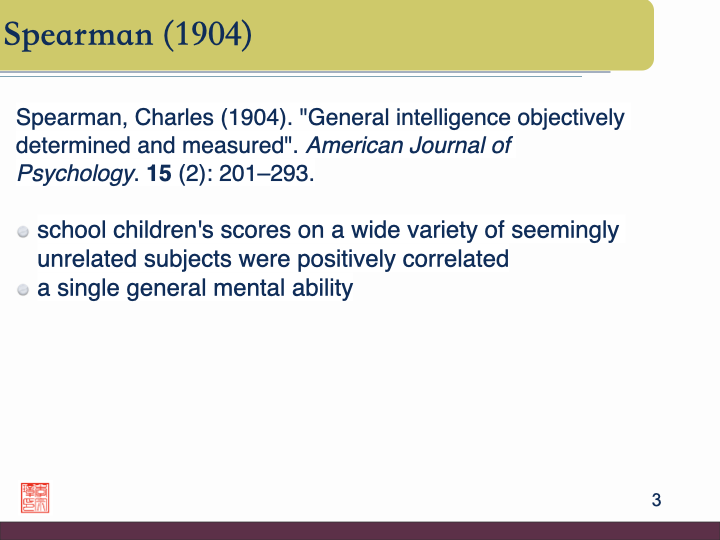 Spearman (1904)
Spearman, Charles (1904). "General intelligence objectively
determined and measured". American Journal of
Psychology. 15 (2): 201–293.
school children's scores on a wide variety of seemingly
unrelated subjects were positively correlated
a single general mental ability
3